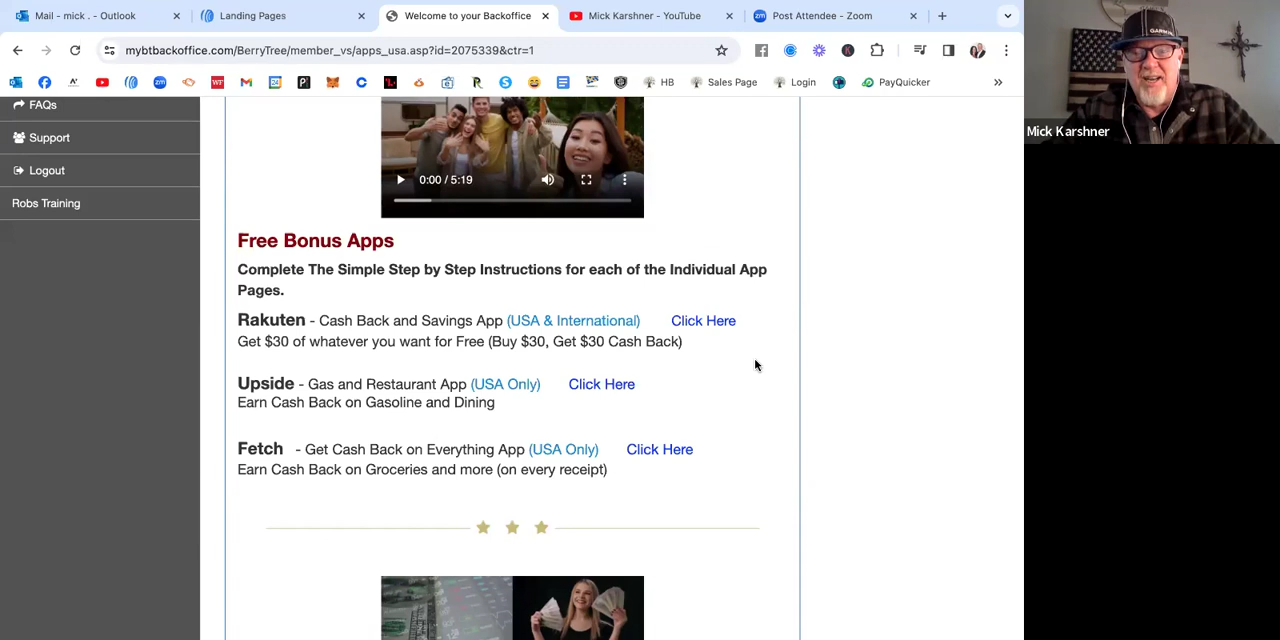 Mail - mick . - Outlook
Landing Pages
Welcome to your Backoffice
Mick Karshner - YouTube
Post Attendee - Zoom
mybtbackoffice.com/BerryTree/member_vs/apps_usa.asp?id=2075339&ctr=1
HB
Sales Page
Login
PayQuicker
GARMIN
Mick Karshner
FAQs
Support
Logout
Robs Training
0:00 / 5:19
Free Bonus Apps
Complete The Simple Step by Step Instructions for each of the Individual App
Pages.
Rakuten - Cash Back and Savings App (USA & International) Click Here
Get $30 of whatever you want for Free (Buy $30, Get $30 Cash Back)
Upside - Gas and Restaurant App (USA Only) Click Here
Earn Cash Back on Gasoline and Dining
Fetch - Get Cash Back on Everything App (USA Only) Click Here
Earn Cash Back on Groceries and more (on every receipt)